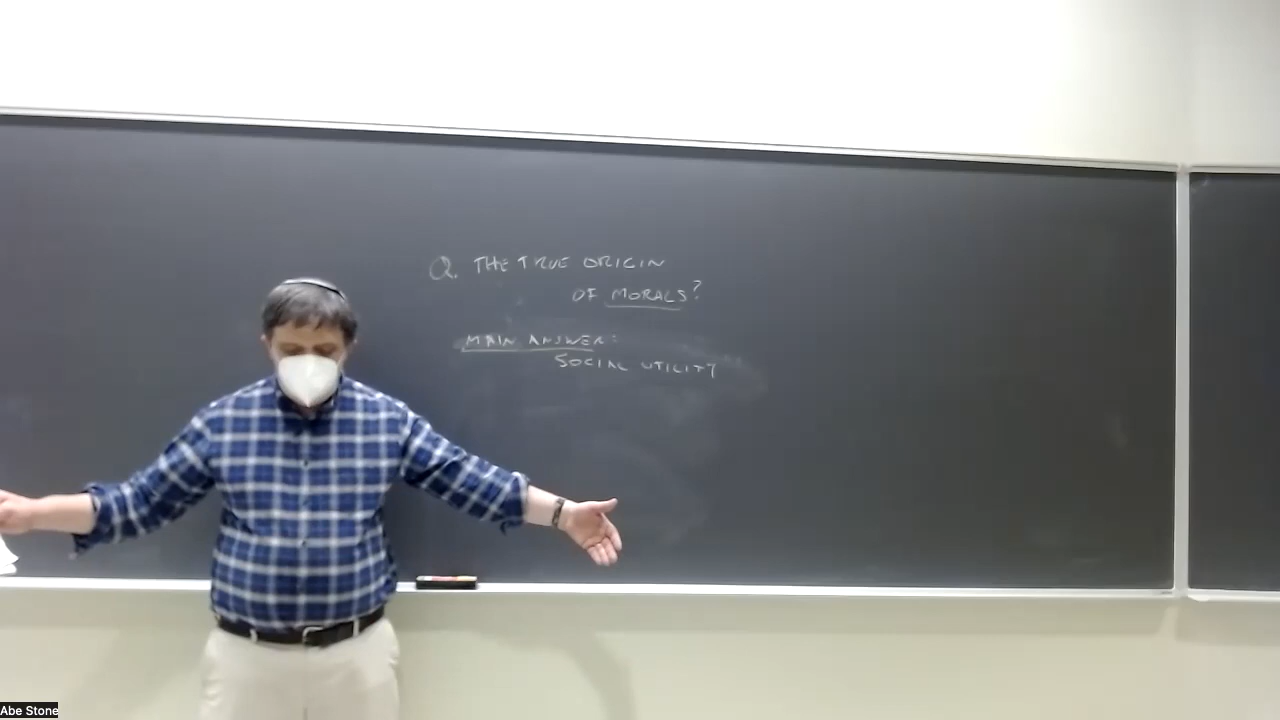 Q. THE TRUE ORIGIN
OF MORALS?
MAIN ANSWER:
SOCIAL UTILITY
Abe Stone